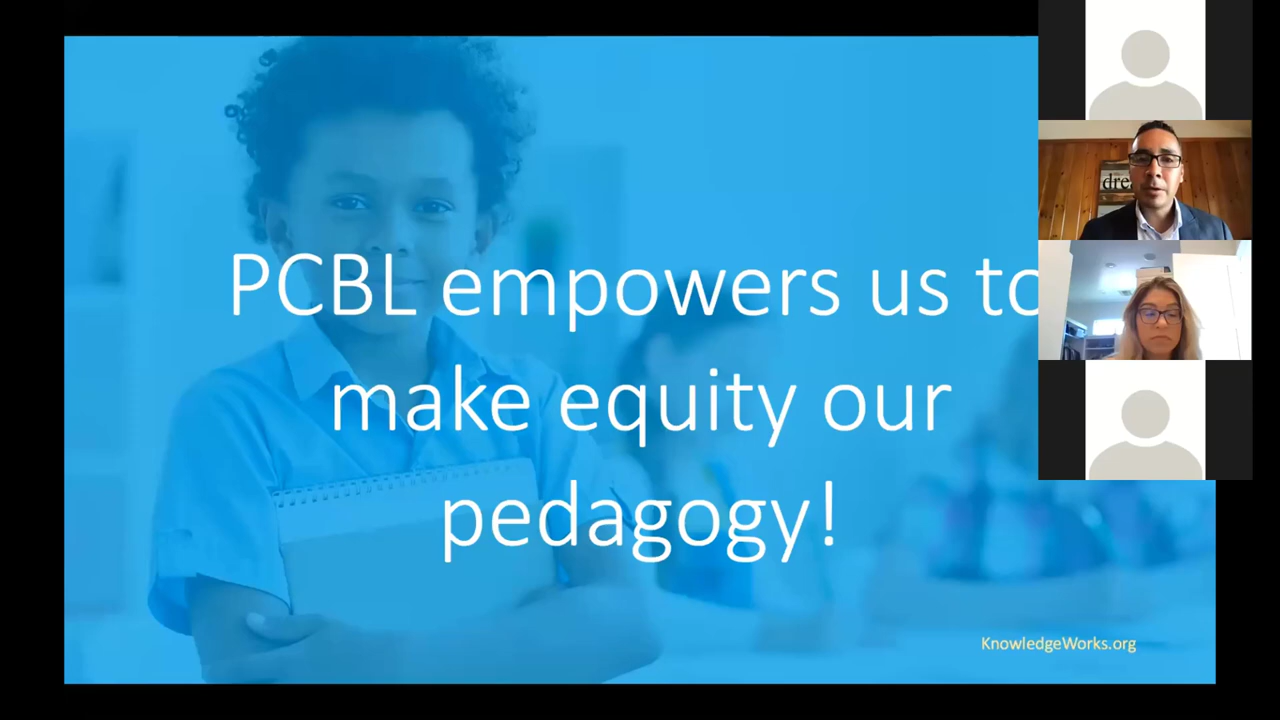 PCBL empowers us to
make equity our
pedagogy!
KnowledgeWorks.org